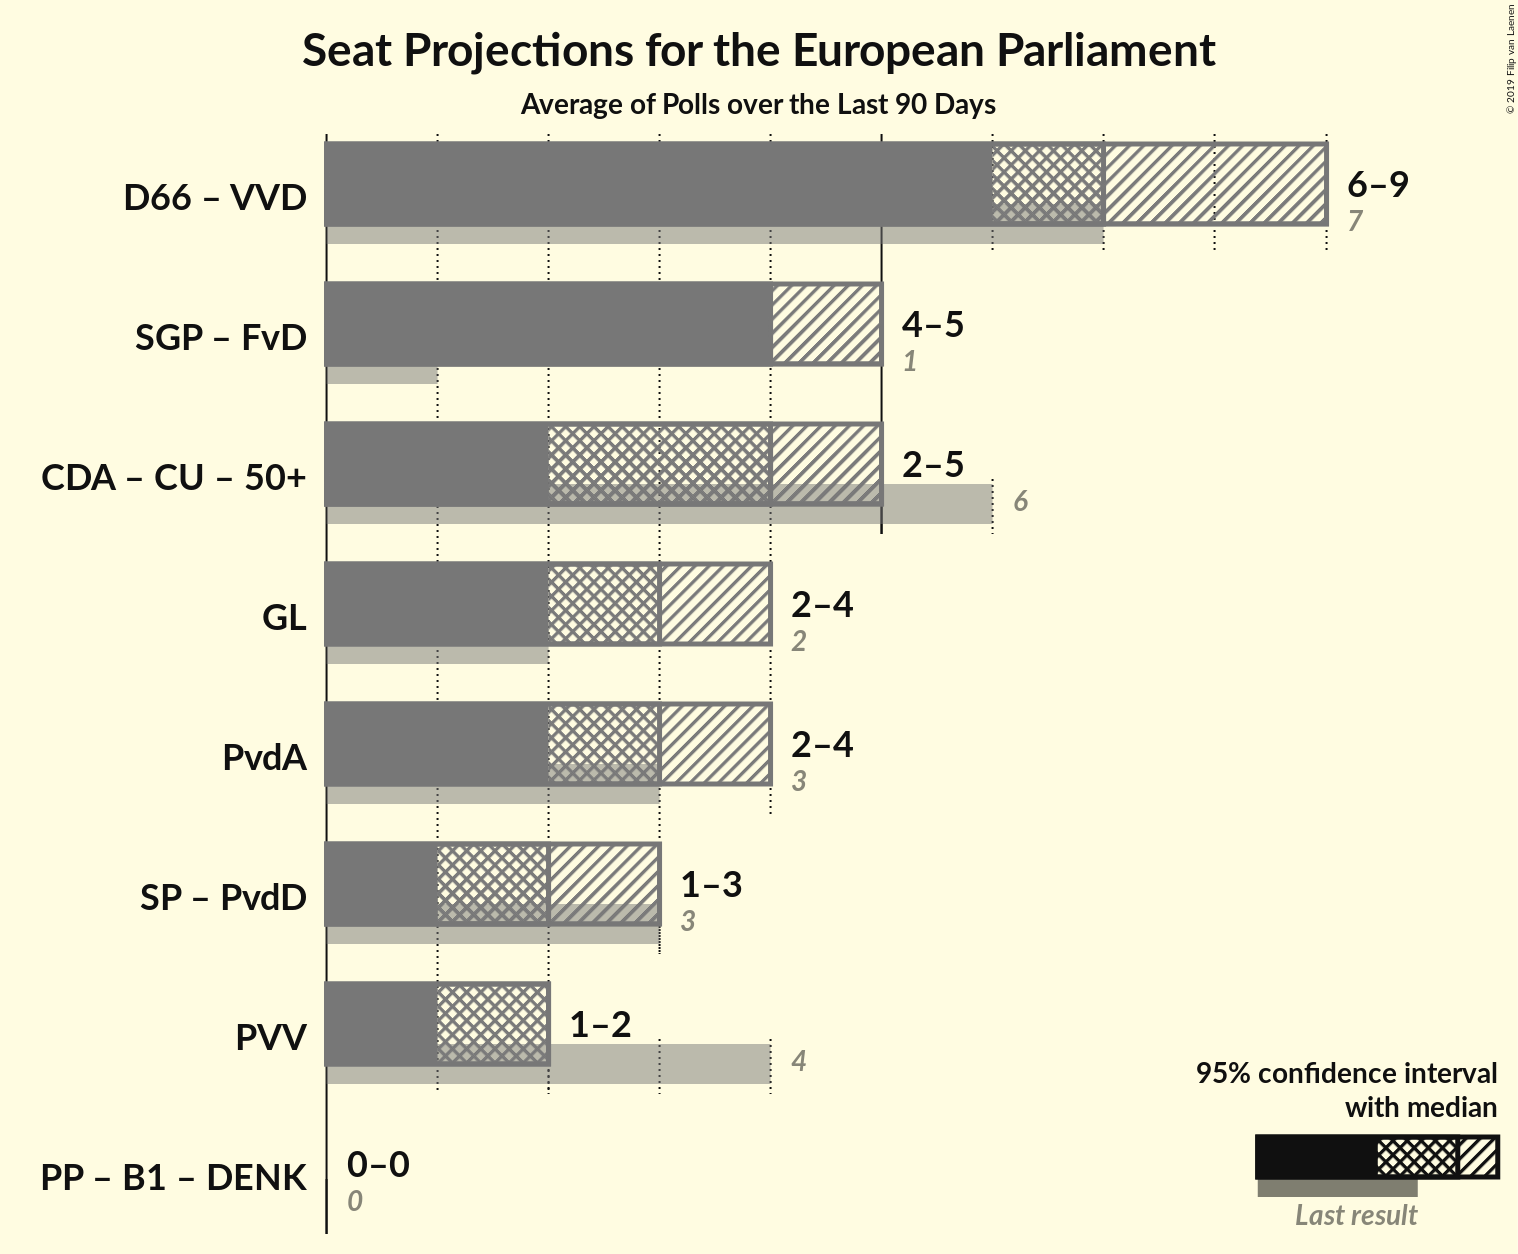 Seat Projections for the European Parliament
Average of Polls over the Last 90 Days
© 2019 Filip van Laenen
D66 – VVD
6–9
7
SGP – FvD
4–5
1
CDA – CU – 50+
2–5
6
GL
2–4
2
PvdA
2–4
3
SP – PvdD
1–3
3
PVV
1–2
4
PP – B1 – DENK
0–0
0
95% confidence interval
with median
Last result